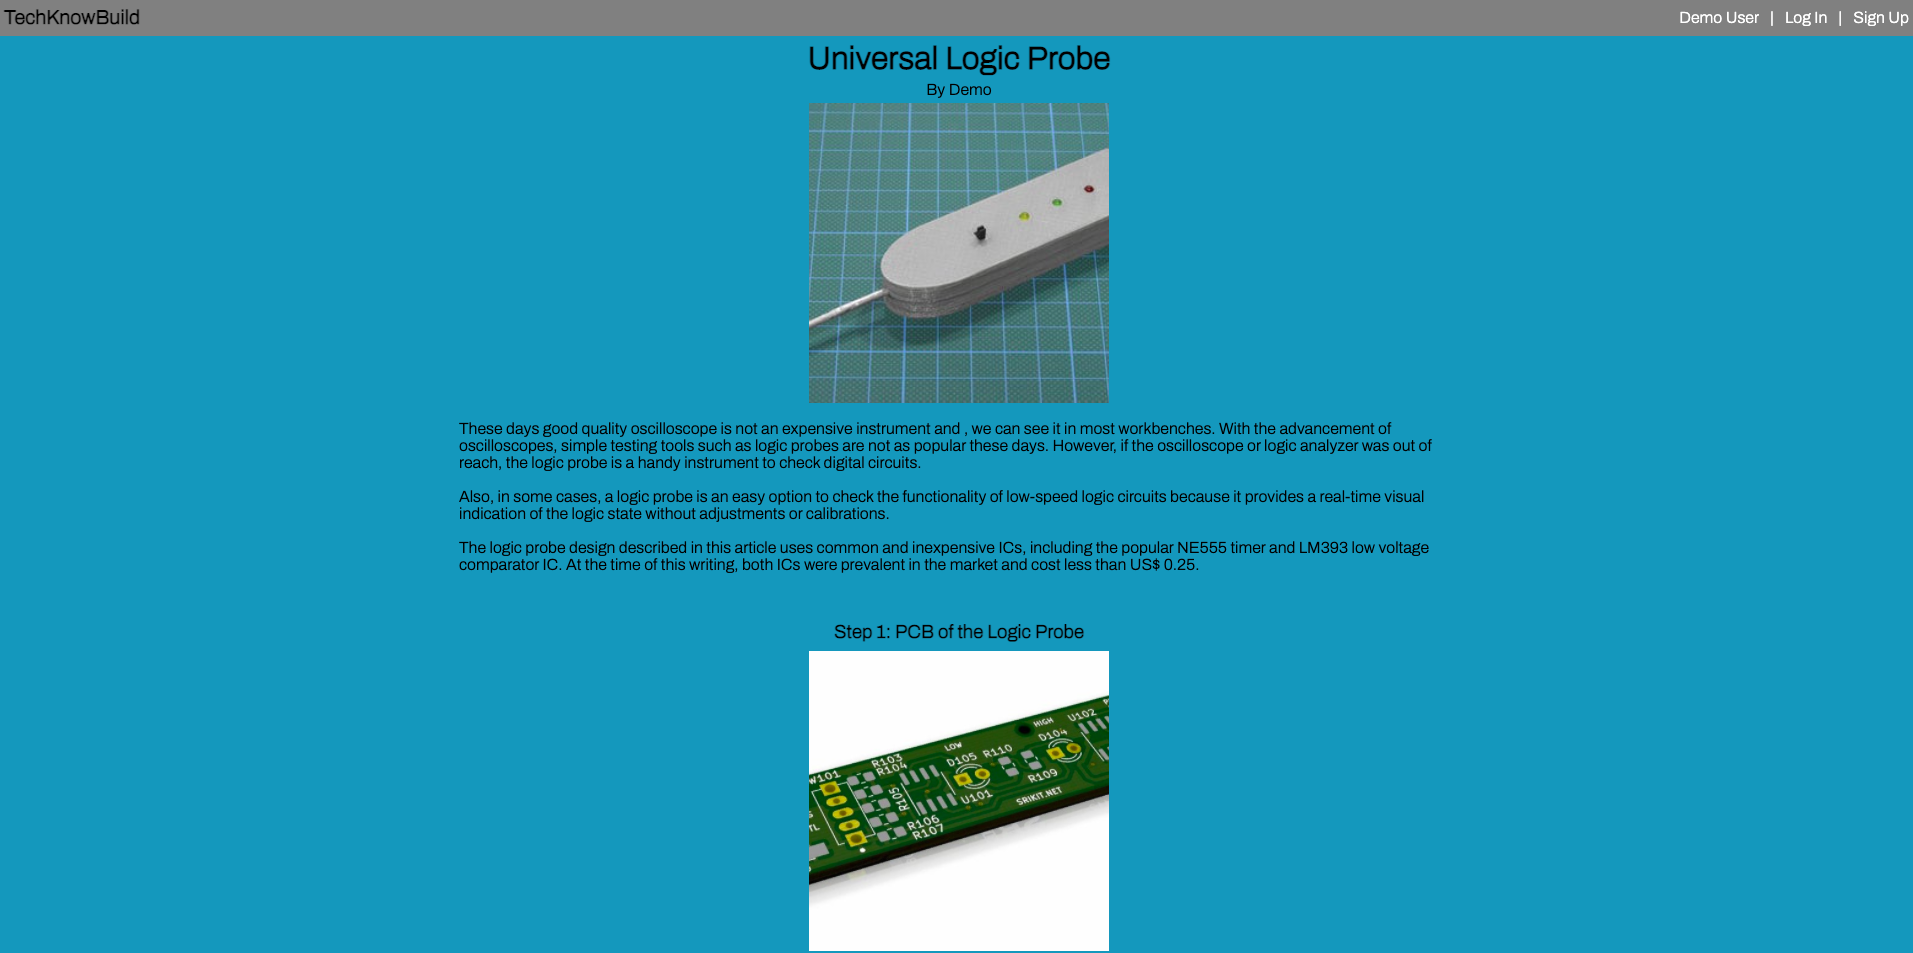 TechKnowBuild
Demo User | Log In | Sign Up
Universal Logic Probe
By Demo
These days good quality oscilloscope is not an expensive instrument and , we can see it in most workbenches. With the advancement of
oscilloscopes, simple testing tools such as logic probes are not as popular these days. However, if the oscilloscope or logic analyzer was out of
reach, the logic probe is a handy instrument to check digital circuits.
Also, in some cases, a logic probe is an easy option to check the functionality of low-speed logic circuits because it provides a real-time visual
indication of the logic state without adjustments or calibrations.
The logic probe design described in this article uses common and inexpensive ICs, including the popular NE555 timer and LM393 low voltage
comparator IC. At the time of this writing, both ICs were prevalent in the market and cost less than US$ 0.25.
Step 1: PCB of the Logic Probe
HIGH
U102
D104
LOW
R110
D105
R103
R104
W101
R109
R105
U101
SRIKIT.NET
TL
R106
R107